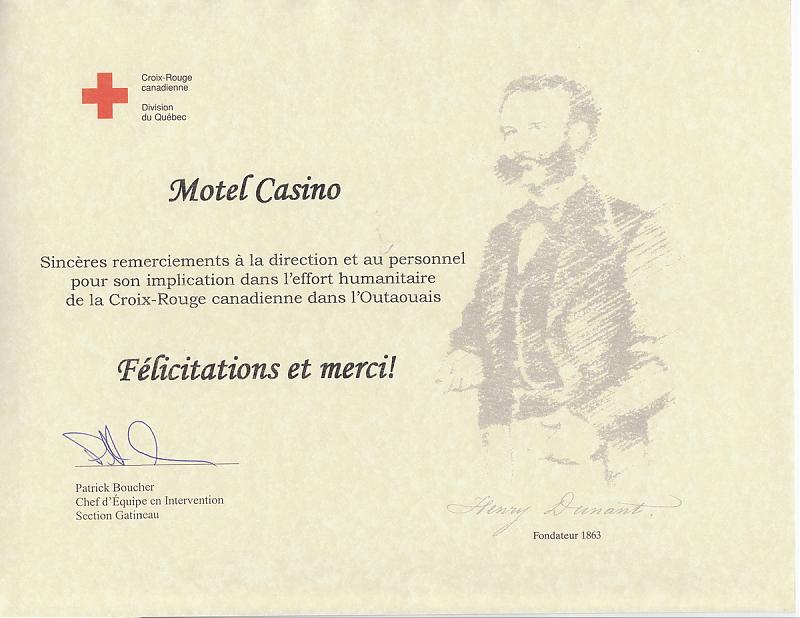 Croix-Rouge
canadienne
Division
du Québec
Motel Casino
Sincères remerciements à la direction et au personnel
pour son implication dans l'effort humanitaire
de la Croix-Rouge canadienne dans l'Outaouais
Félicitations et merci!
Patrick Boucher
Chef d'Équipe en Intervention
Section Gatineau
Henry Dunant.
Fondateur 1863